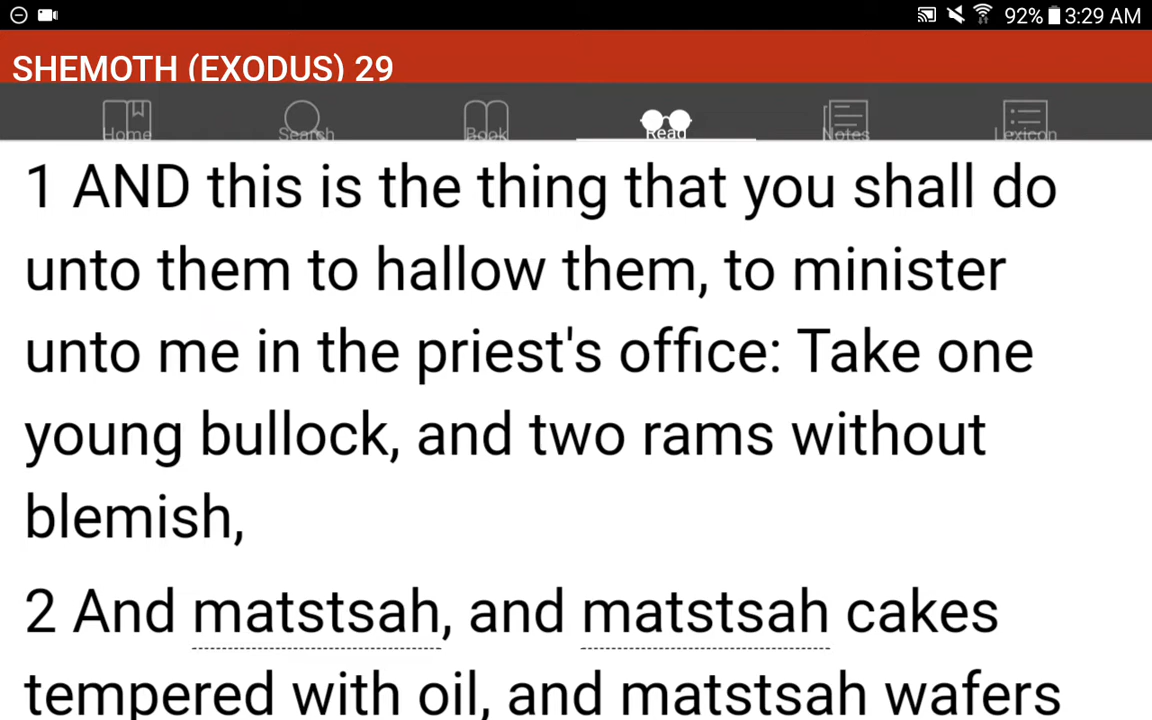 92% 3:29 AM
SHEMOTH (EXODUS) 29
Home Search Book Read Notes Lexicon
1 AND this is the thing that you shall do
unto them to hallow them, to minister
unto me in the priest's office: Take one
young bullock, and two rams without
blemish,
2 And matstsah, and matstsah cakes
tempered with oil, and matstsah wafers